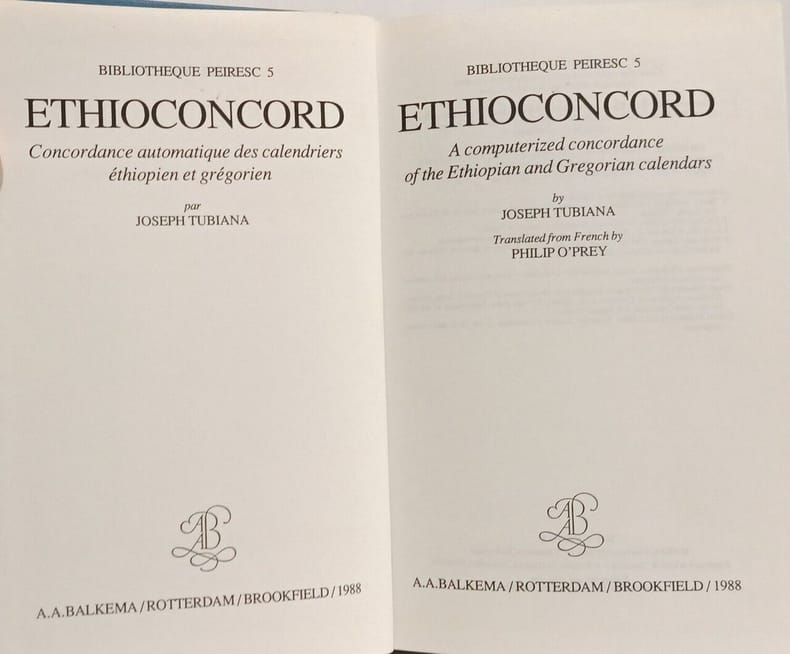 BIBLIOTHEQUE PEIRESC 5
ETHIOCONCORD
Concordance automatique des calendriers
éthiopien et grégorien
par
JOSEPH TUBIANA
A.A.BALKEMA / ROTTERDAM / BROOKFIELD / 1988
BIBLIOTHEQUE PEIRESC 5
ETHIOCONCORD
A computerized concordance
of the Ethiopian and Gregorian calendars
by
JOSEPH TUBIANA
Translated from French by
PHILIP O'PREY
A.A.BALKEMA / ROTTERDAM / BROOKFIELD / 1988